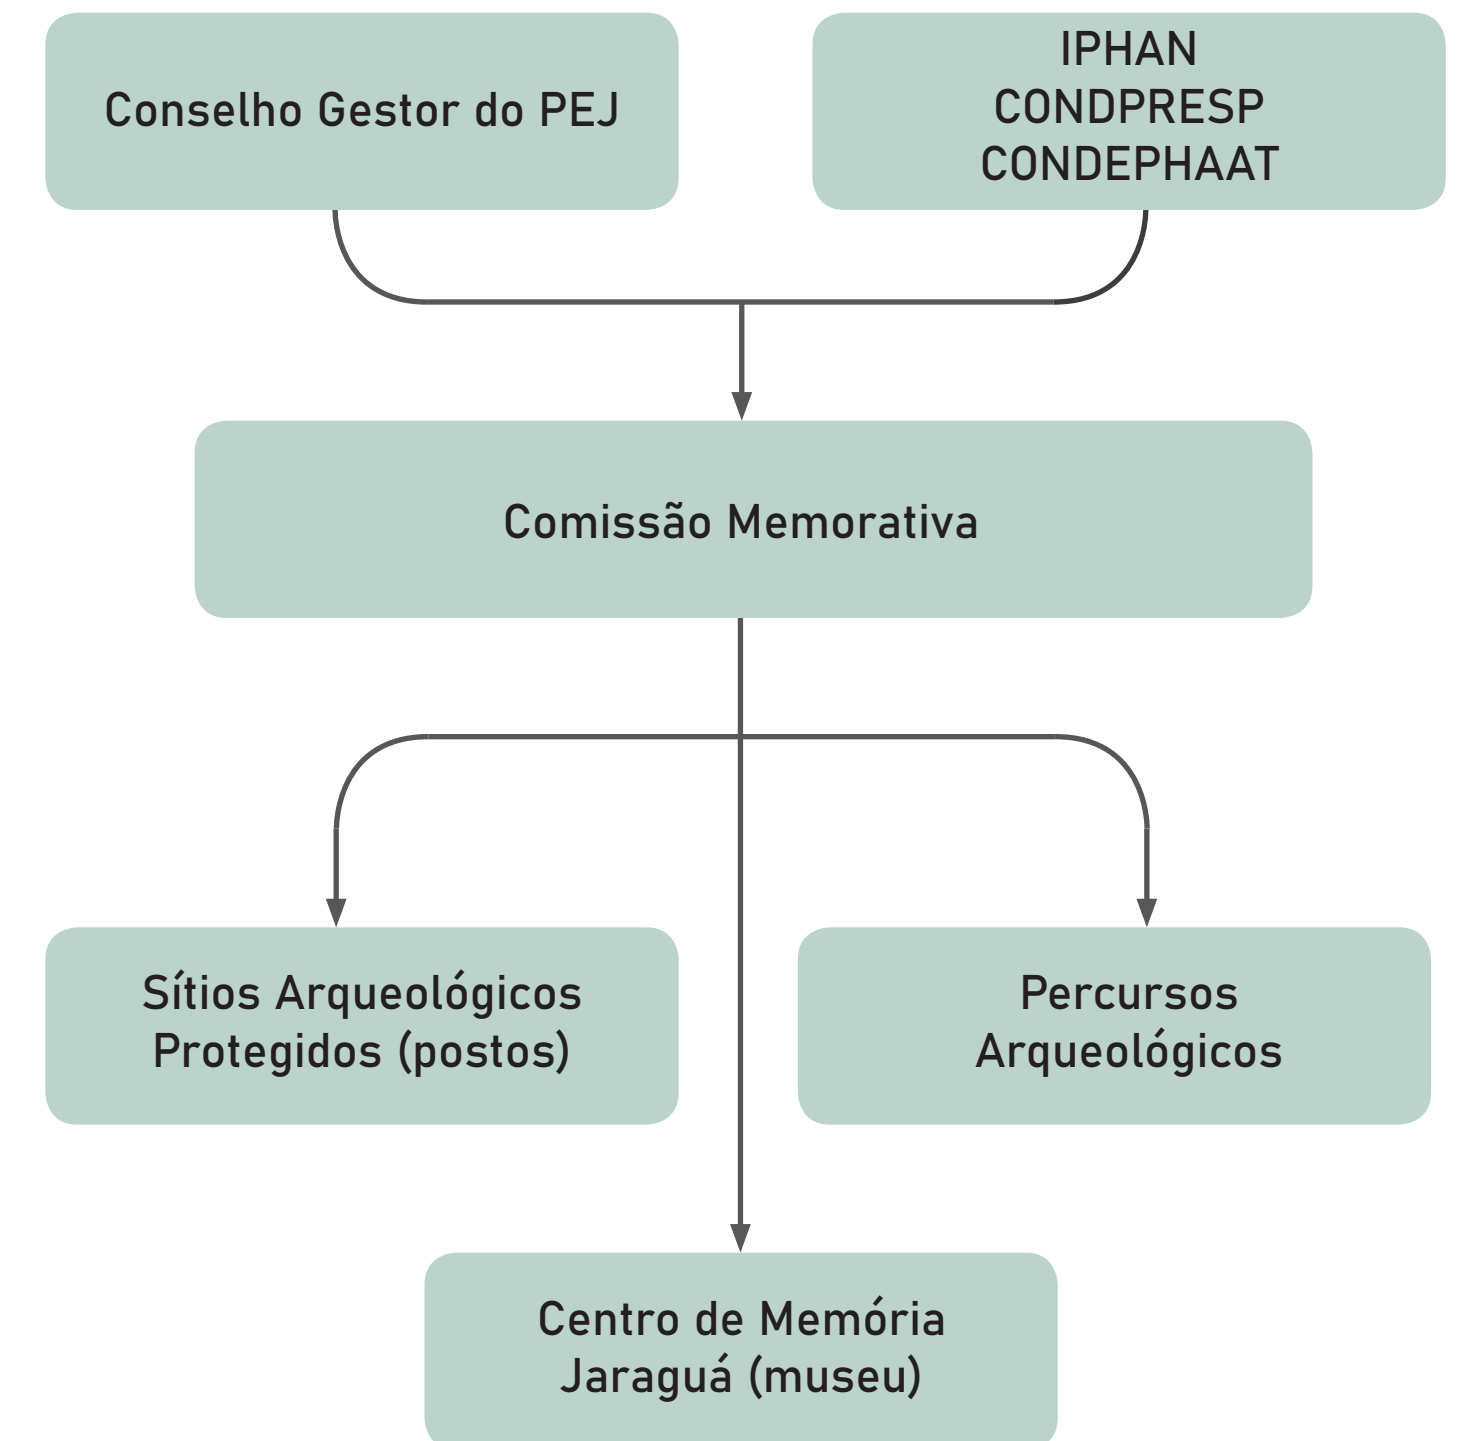 Conselho Gestor do PEJ
IPHAN
CONDPRESP
CONDEPHAAT
Comissão Memorativa
Sítios Arqueológicos
Protegidos (postos)
Percursos
Arqueológicos
Centro de Memória
Jaraguá (museu)